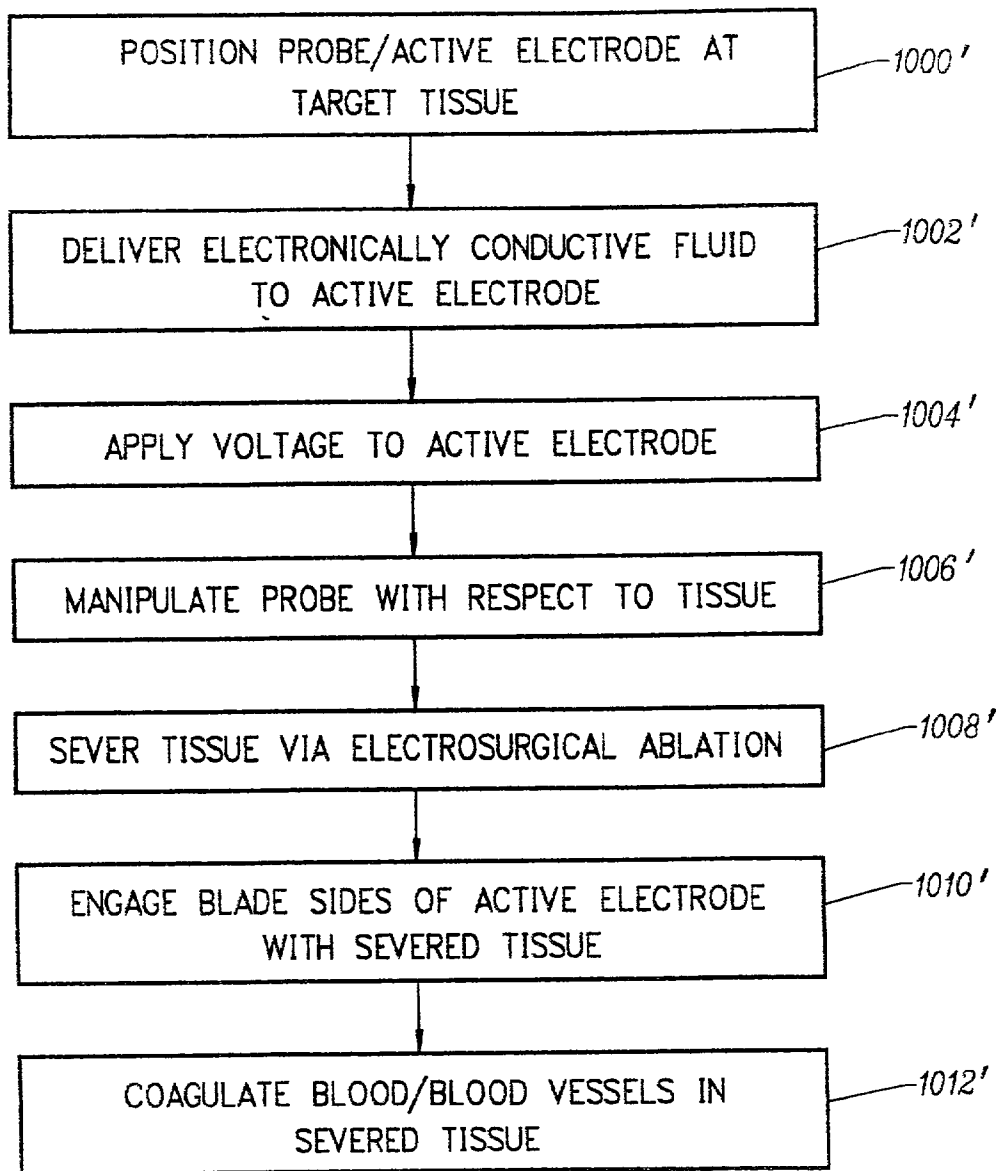 POSITION PROBE/ACTIVE ELECTRODE AT
TARGET TISSUE
1000'
DELIVER ELECTRONICALLY CONDUCTIVE FLUID
TO ACTIVE ELECTRODE
1002'
APPLY VOLTAGE TO ACTIVE ELECTRODE
1004'
MANIPULATE PROBE WITH RESPECT TO TISSUE
1006'
SEVER TISSUE VIA ELECTROSURGICAL ABLATION
1008'
ENGAGE BLADE SIDES OF ACTIVE ELECTRODE
WITH SEVERED TISSUE
1010'
COAGULATE BLOOD/BLOOD VESSELS IN
SEVERED TISSUE
1012'